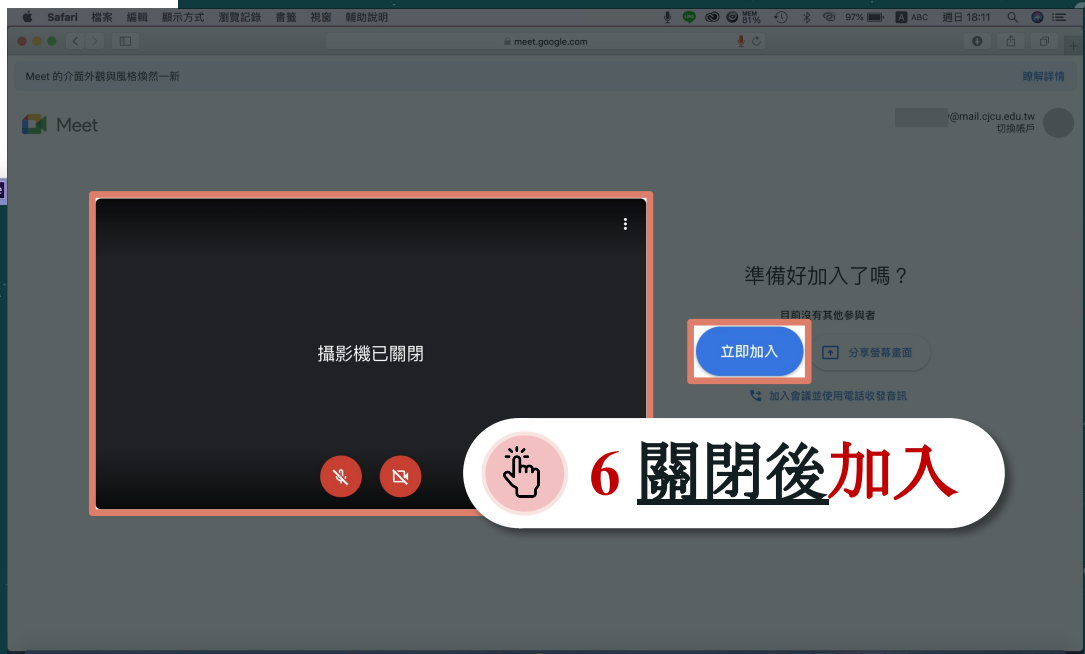 Safari 檔案 編輯 顯示方式 瀏覽記錄 書籤 視窗 輔助說明 MEM 81% 97% A ABC 週日 18:11
meet.google.com
Meet 的介面外觀與風格煥然一新 瞭解詳情
Meet
@mail.cjcu.edu.tw
切換帳戶
攝影機已關閉
準備好加入了嗎？
目前沒有其他參與者
立即加入 分享螢幕畫面
加入會議並使用電話收發音訊
6 關閉後加入